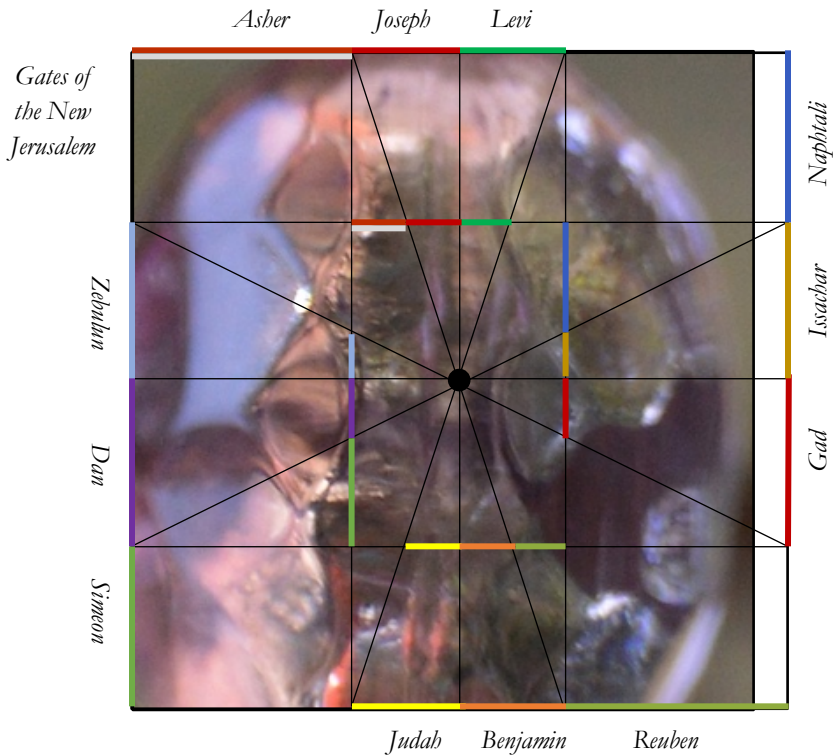 Asher
Joseph
Levi
Gates of
the New
Jerusalem
Naphtali
Zebulun
Issachar
Dan
Gad
Simeon
Judah
Benjamin
Reuben